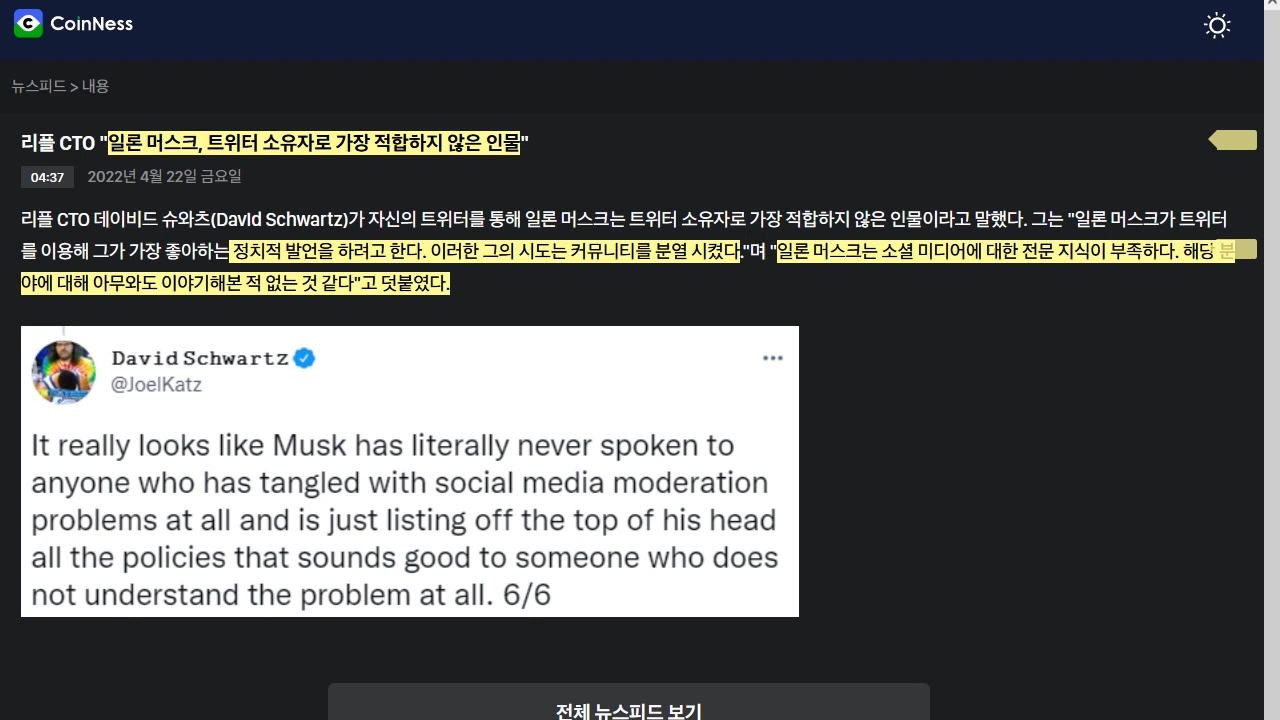 CoinNess
뉴스피드 > 내용
리플 CTO "일론 머스크, 트위터 소유자로 가장 적합하지 않은 인물"
04:37 2022년 4월 22일 금요일
리플 CTO 데이비드 슈와츠(David Schwartz)가 자신의 트위터를 통해 일론 머스크는 트위터 소유자로 가장 적합하지 않은 인물이라고 말했다. 그는 "일론 머스크가 트위터
를 이용해 그가 가장 좋아하는 정치적 발언을 하려고 한다. 이러한 그의 시도는 커뮤니티를 분열 시켰다."며 "일론 머스크는 소셜 미디어에 대한 전문 지식이 부족하다. 해당 분
야에 대해 아무와도 이야기해본 적 없는 것 같다"고 덧붙였다.
David Schwartz
@JoelKatz
It really looks like Musk has literally never spoken to
anyone who has tangled with social media moderation
problems at all and is just listing off the top of his head
all the policies that sounds good to someone who does
not understand the problem at all. 6/6
전체 뉴스피드 보기